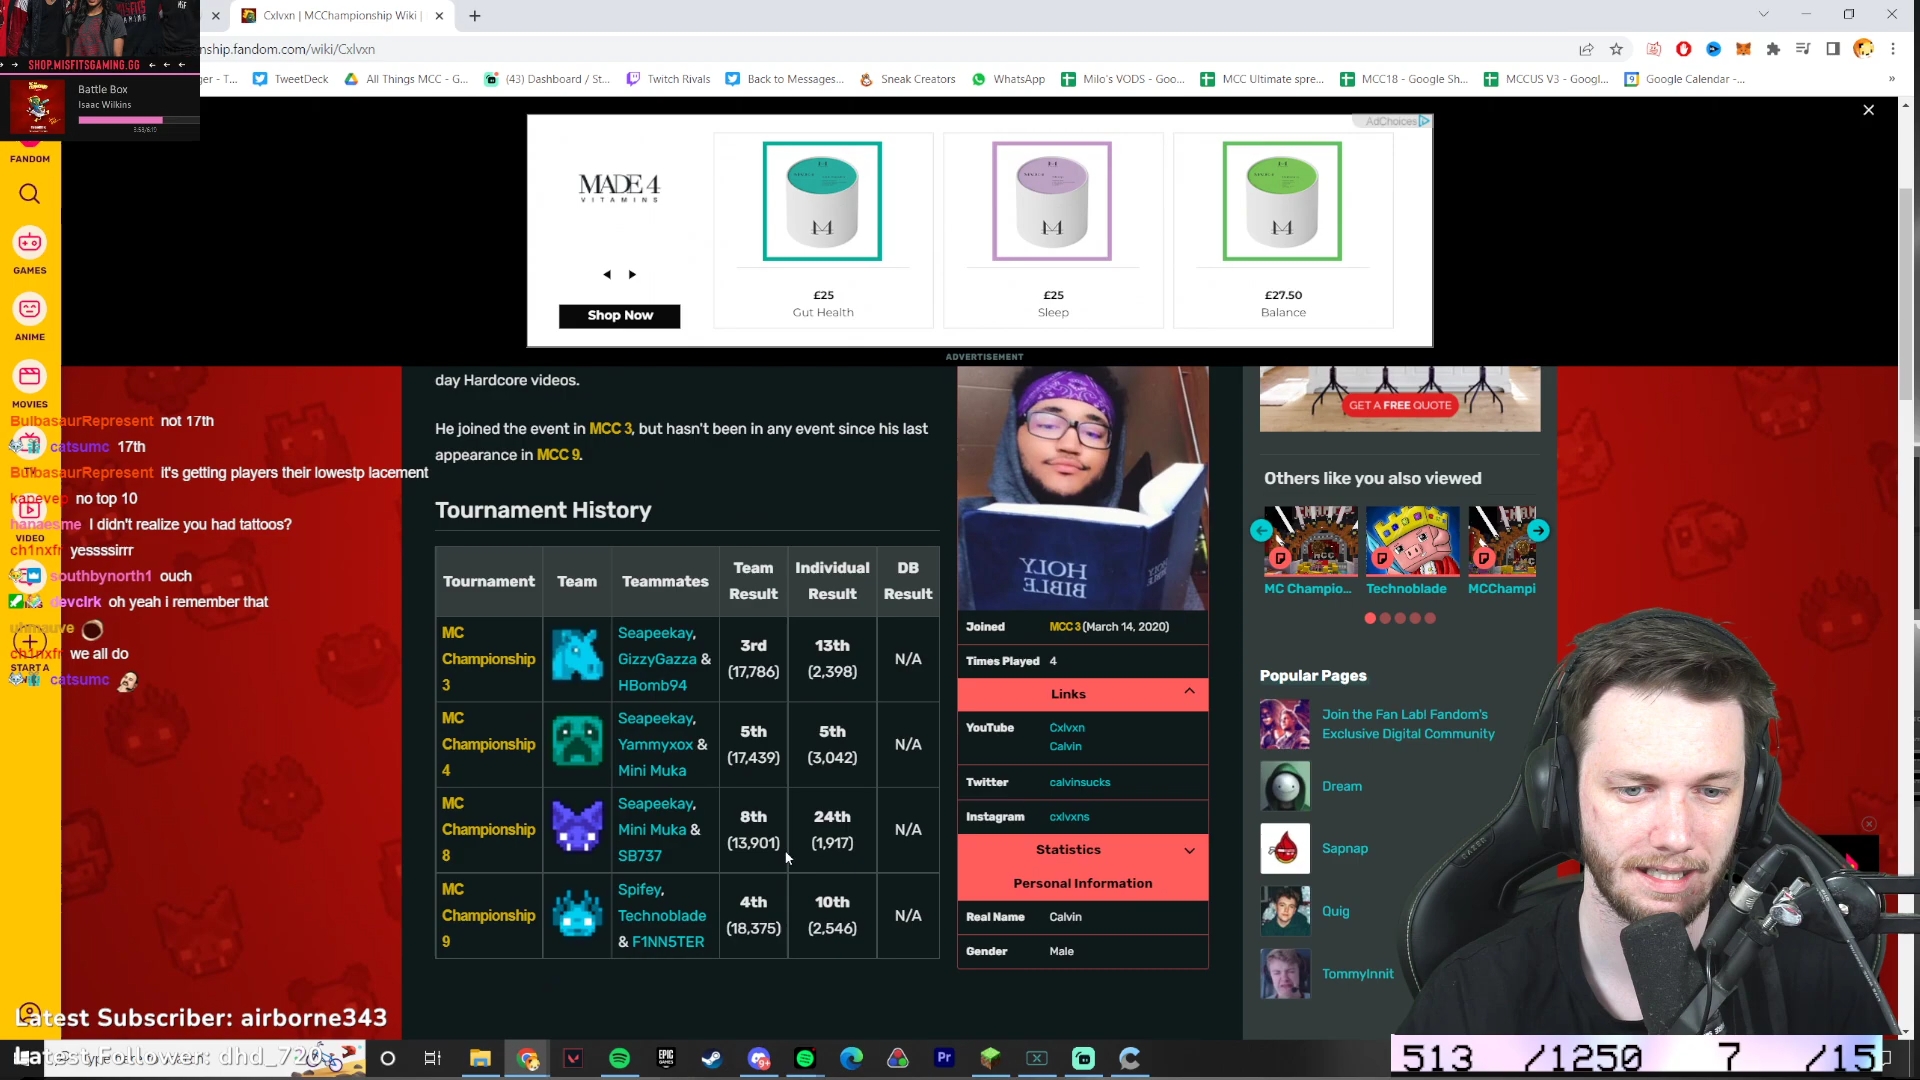 Cxlvxn | MCChampionship Wiki |
nship.fandom.com/wiki/Cxlvxn
SHOP.MISFITSGAMING.GG
Battle Box
Isaac Wilkins
ger - T...
TweetDeck
All Things MCC - G...
(43) Dashboard / St...
Twitch Rivals
Back to Messages...
Sneak Creators
WhatsApp
Milo's VODS - Goo...
MCC Ultimate spre...
MCC18 - Google Sh...
MCCUS V3 - Googl...
Google Calendar -...
AdChoices
MADE 4
VITAMINS
Shop Now
£25
Gut Health
£25
Sleep
£27.50
Balance
ADVERTISEMENT
FANDOM
GAMES
ANIME
MOVIES
VIDEO
START A
BulbasaurRepresent not 17th
catsumc 17th
BulbasaurRepresent it's getting players their lowestp lacement
kapevep no top 10
hanaesme I didn't realize you had tattoos?
ch1nxfr yessssirrr
southbynorth1 ouch
devclrk oh yeah i remember that
uhmauve
ch1nxfr we all do
catsumc
day Hardcore videos.
He joined the event in MCC 3, but hasn't been in any event since his last
appearance in MCC 9.
Tournament History
Tournament Team Teammates Team Result Individual Result DB Result
MC Championship 3 Seapeekay, GizzyGazza & HBomb94 3rd (17,786) 13th (2,398) N/A
MC Championship 4 Seapeekay, Yammyxox & Mini Muka 5th (17,439) 5th (3,042) N/A
MC Championship 8 Seapeekay, Mini Muka & SB737 8th (13,901) 24th (1,917) N/A
MC Championship 9 Spifey, Technoblade & F1NN5TER 4th (18,375) 10th (2,546) N/A
HOLY
BIBLE
Joined MCC 3 (March 14, 2020)
Times Played 4
Links
YouTube Cxlvxn
Calvin
Twitter calvinsucks
Instagram cxlvxns
Statistics
Personal Information
Real Name Calvin
Gender Male
GET A FREE QUOTE
Others like you also viewed
MC Champio...
Technoblade
MCChampi
Popular Pages
Join the Fan Lab! Fandom's
Exclusive Digital Community
Dream
Sapnap
Quig
TommyInnit
Latest Subscriber: airborne343
Latest Follower: dhd_720
513 /1250 7 /15